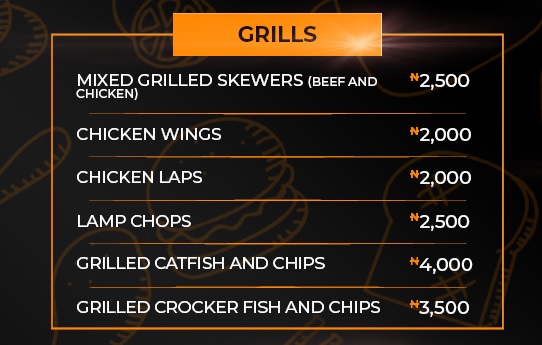 GRILLS
MIXED GRILLED SKEWERS (BEEF AND
CHICKEN)
₦2,500
CHICKEN WINGS ₦2,000
CHICKEN LAPS ₦2,000
LAMP CHOPS ₦2,500
GRILLED CATFISH AND CHIPS ₦4,000
GRILLED CROCKER FISH AND CHIPS ₦3,500